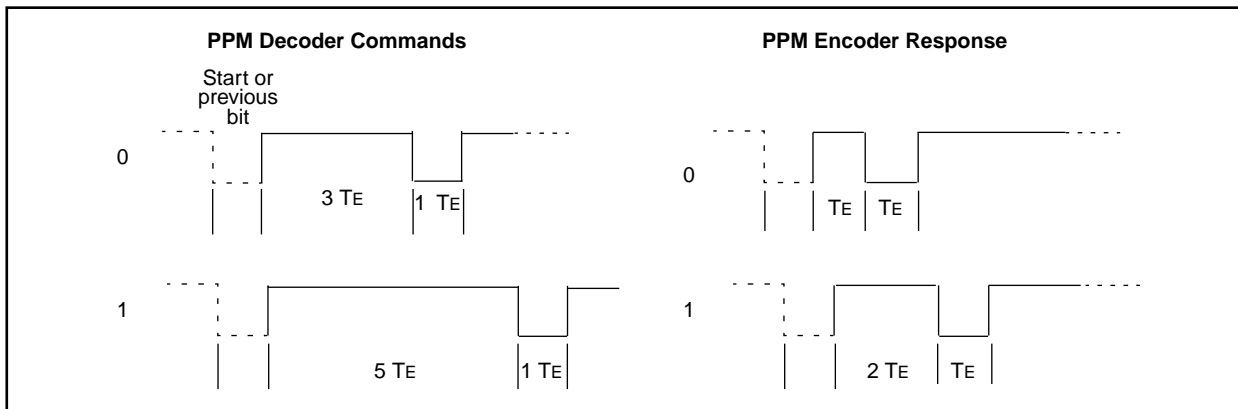 PPM Decoder Commands
PPM Encoder Response
Start or
previous
bit
0
3 TE
1 TE
0
TE
TE
1
5 TE
1 TE
1
2 TE
TE